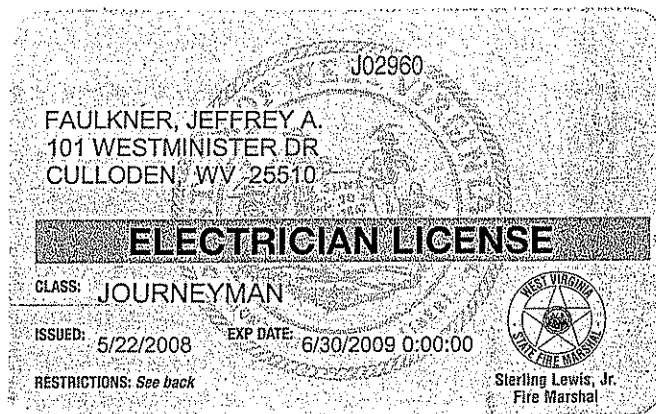 J02960
FAULKNER, JEFFREY A.
101 WESTMINISTER DR
CULLODEN, WV 25510
ELECTRICIAN LICENSE
CLASS: JOURNEYMAN
ISSUED: 5/22/2008 EXP DATE: 6/30/2009 0:00:00
RESTRICTIONS: See back
WEST VIRGINIA
STATE FIRE MARSHAL
Sterling Lewis, Jr.
Fire Marshal